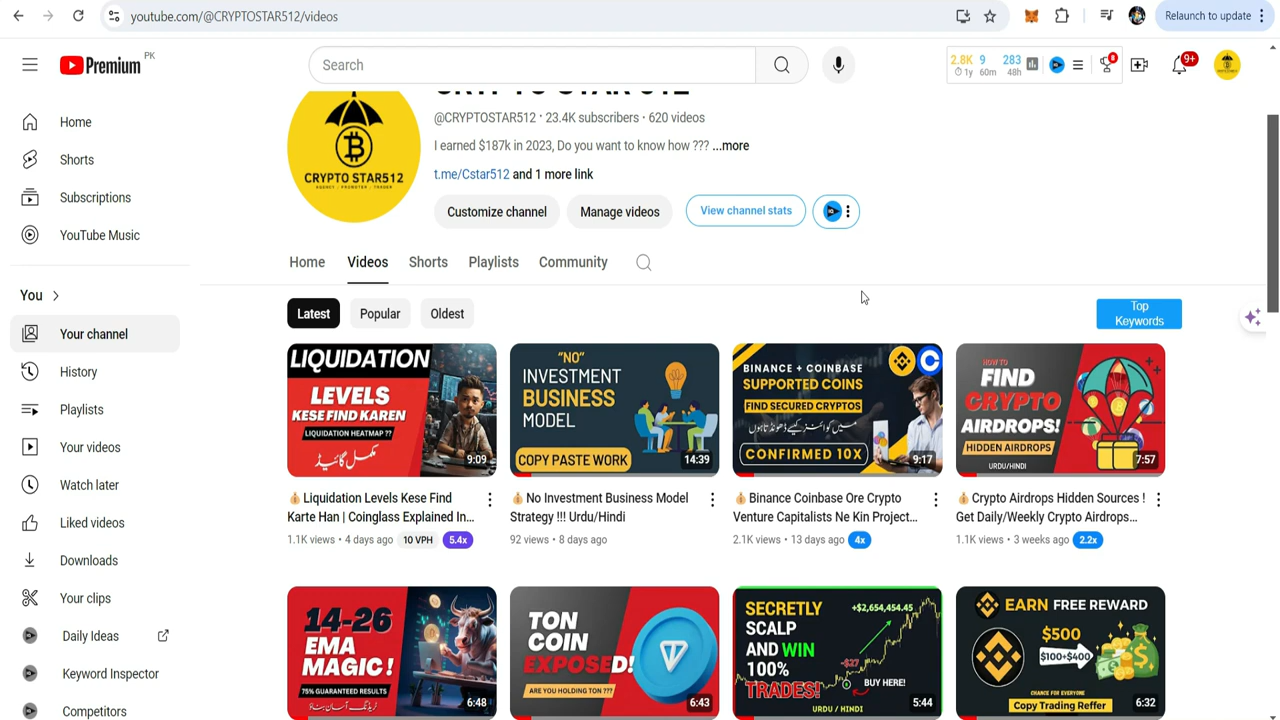 youtube.com/@CRYPTOSTAR512/videos
Relaunch to update
Premium PK
Search
2.8K 9 283
1y 60m 48h
8
9+
Home
Shorts
Subscriptions
YouTube Music
You
Your channel
History
Playlists
Your videos
Watch later
Liked videos
Downloads
Your clips
Daily Ideas
Keyword Inspector
Competitors
CRYPTO STAR512
@CRYPTOSTAR512 · 23.4K subscribers · 620 videos
I earned $187k in 2023, Do you want to know how ??? ...more
t.me/Cstar512 and 1 more link
Customize channel
Manage videos
View channel stats
Home
Videos
Shorts
Playlists
Community
Latest
Popular
Oldest
Top
Keywords
LIQUIDATION
LEVELS
KESE FIND KAREN
LIQUIDATION HEATMAP ??
مکمل گائیڈ
9:09
Liquidation Levels Kese Find
Karte Han | Coinglass Explained In...
1.1K views · 4 days ago 10 VPH 5.4x
"NO"
INVESTMENT
BUSINESS
MODEL
COPY PASTE WORK
14:39
No Investment Business Model
Strategy !!! Urdu/Hindi
92 views · 8 days ago
BINANCE + COINBASE
SUPPORTED COINS
FIND SECURED CRYPTOS
میں کوائنز کیسے ڈھونڈتا ہوں
CONFIRMED 10X
9:17
Binance Coinbase Ore Crypto
Venture Capitalists Ne Kin Project...
2.1K views · 13 days ago 4x
HOW TO
FIND
CRYPTO
AIRDROPS!
HIDDEN AIRDROPS
URDU/HINDI
7:57
Crypto Airdrops Hidden Sources !
Get Daily/Weekly Crypto Airdrops...
1.1K views · 3 weeks ago 2.2x
14-26
EMA
MAGIC !
75% GUARANTEED RESULTS
ٹریڈنگ آسان بناؤ
6:48
TON
COIN
EXPOSED!
ARE YOU HOLDING TON ???
6:43
SECRETLY
SCALP
AND WIN
100%
TRADES!
+$2,654,454.45
-$27
BUY HERE!
URDU / HINDI
5:44
EARN FREE REWARD
$500
$100+$400
CHANCE FOR EVERYONE
Copy Trading Reffer
6:32